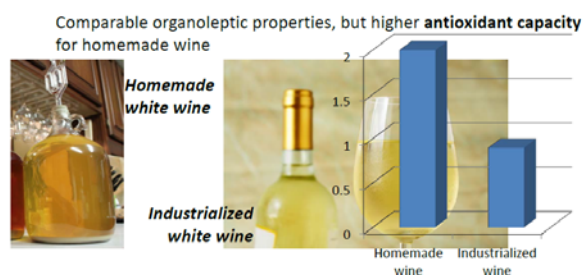 Comparable organoleptic properties, but higher antioxidant capacity
for homemade wine
Homemade
white wine
Industrialized
white wine
2
1.5
1
0.5
0
Homemade
wine
Industrialized
wine